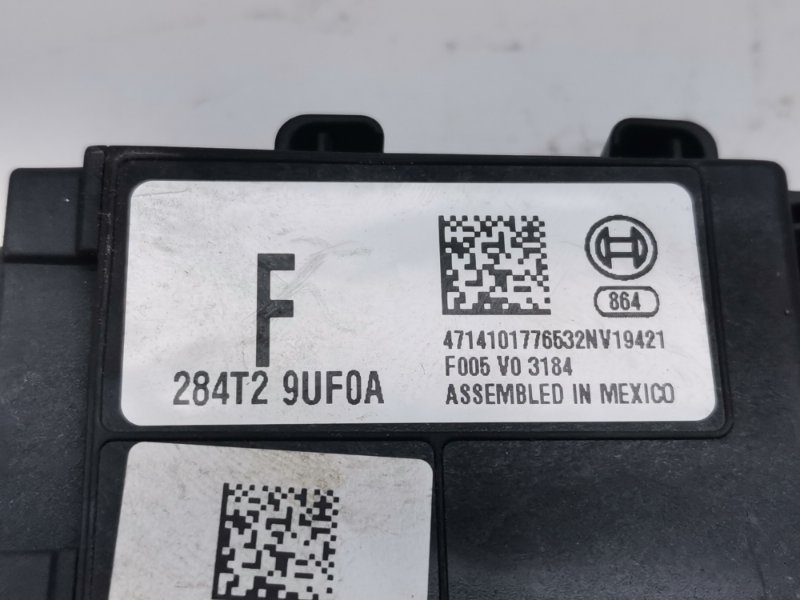 F
284T2 9UF0A
864
4714101776532NV19421
F005 V0 3184
ASSEMBLED IN MEXICO